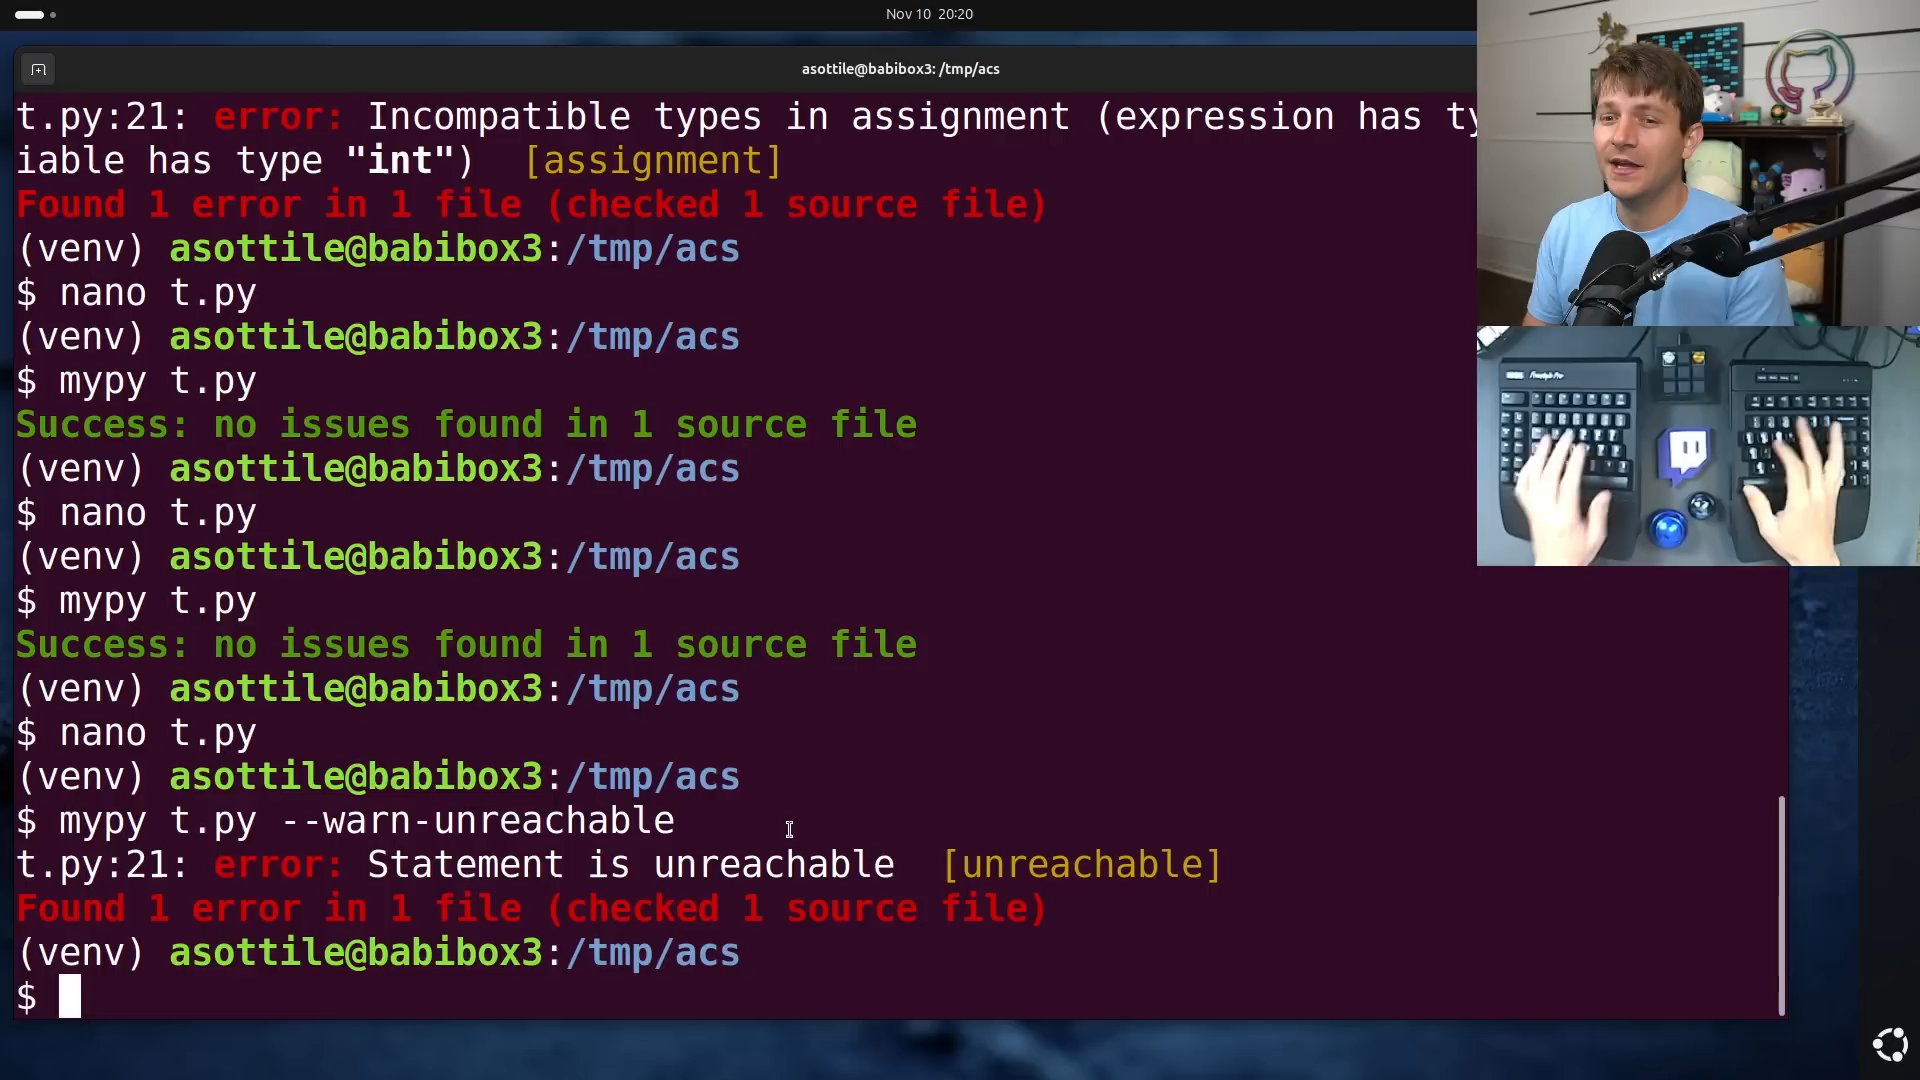 Nov 10 20:20
asottile@babibox3: /tmp/acs
t.py:21: error: Incompatible types in assignment (expression has ty
iable has type "int") [assignment]
Found 1 error in 1 file (checked 1 source file)
(venv) asottile@babibox3:/tmp/acs
$ nano t.py
(venv) asottile@babibox3:/tmp/acs
$ mypy t.py
Success: no issues found in 1 source file
(venv) asottile@babibox3:/tmp/acs
$ nano t.py
(venv) asottile@babibox3:/tmp/acs
$ mypy t.py
Success: no issues found in 1 source file
(venv) asottile@babibox3:/tmp/acs
$ nano t.py
(venv) asottile@babibox3:/tmp/acs
$ mypy t.py --warn-unreachable
t.py:21: error: Statement is unreachable [unreachable]
Found 1 error in 1 file (checked 1 source file)
(venv) asottile@babibox3:/tmp/acs
$
Freestyle Pro